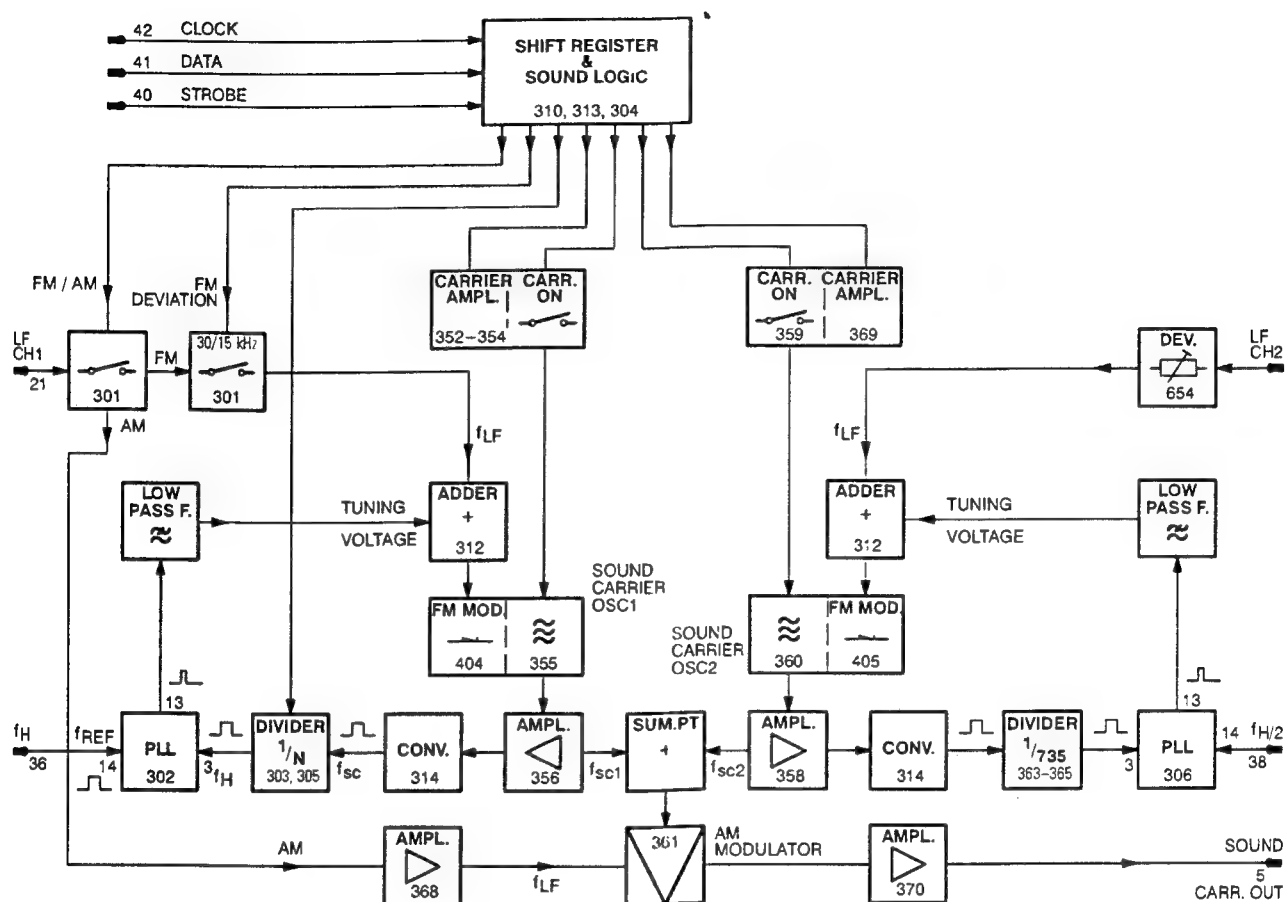 42 CLOCK
41 DATA
40 STROBE
SHIFT REGISTER
&
SOUND LOGIC
310, 313, 304
FM / AM
FM
DEVIATION
CARRIER
AMPL.
352–354
CARR.
ON
CARR.
ON
359
CARRIER
AMPL.
369
LF
CH1
21
301
FM
30/15 kHz
301
AM
DEV.
654
LF
CH2
fLF
fLF
LOW
PASS F.
TUNING
VOLTAGE
ADDER
+
312
ADDER
+
312
TUNING
VOLTAGE
LOW
PASS F.
SOUND
CARRIER
OSC1
FM MOD.
404
355
SOUND
CARRIER
OSC2
360
FM MOD.
405
13
13
fH
36
fREF
14
PLL
302
3
fH
DIVIDER
1/N
303, 305
fsc
CONV.
314
AMPL.
356
fsc1
SUM.PT
+
fsc2
AMPL.
358
CONV.
314
DIVIDER
1/735
363–365
3
PLL
306
14
fH/2
38
AM
AMPL.
368
fLF
361
AM
MODULATOR
AMPL.
370
SOUND
5
CARR. OUT